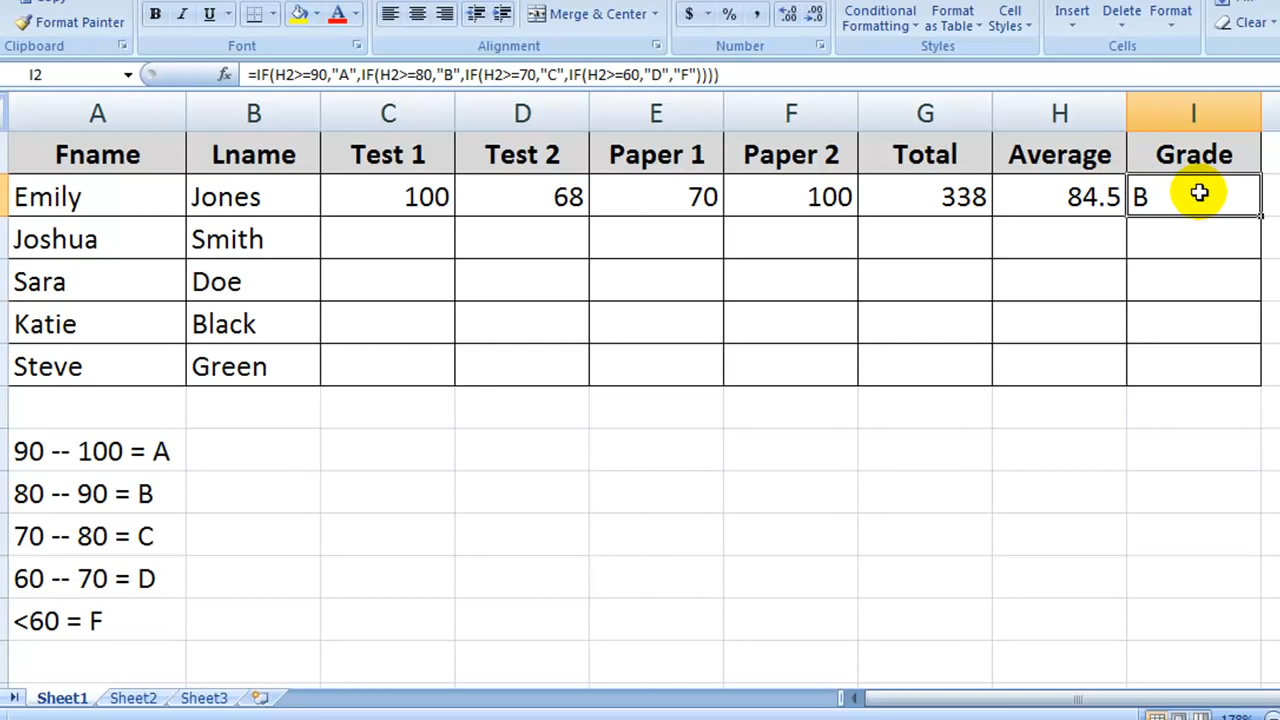 Format Painter
B I U A
Merge & Center
$ % ,
Conditional Formatting
Format as Table
Cell Styles
Insert Delete Format
Clear
Clipboard Font Alignment Number Styles Cells
I2 fx =IF(H2>=90,"A",IF(H2>=80,"B",IF(H2>=70,"C",IF(H2>=60,"D","F"))))
A B C D E F G H I
Fname Lname Test 1 Test 2 Paper 1 Paper 2 Total Average Grade
Emily Jones 100 68 70 100 338 84.5 B
Joshua Smith
Sara Doe
Katie Black
Steve Green
90 -- 100 = A
80 -- 90 = B
70 -- 80 = C
60 -- 70 = D
<60 = F
Sheet1 Sheet2 Sheet3
178%